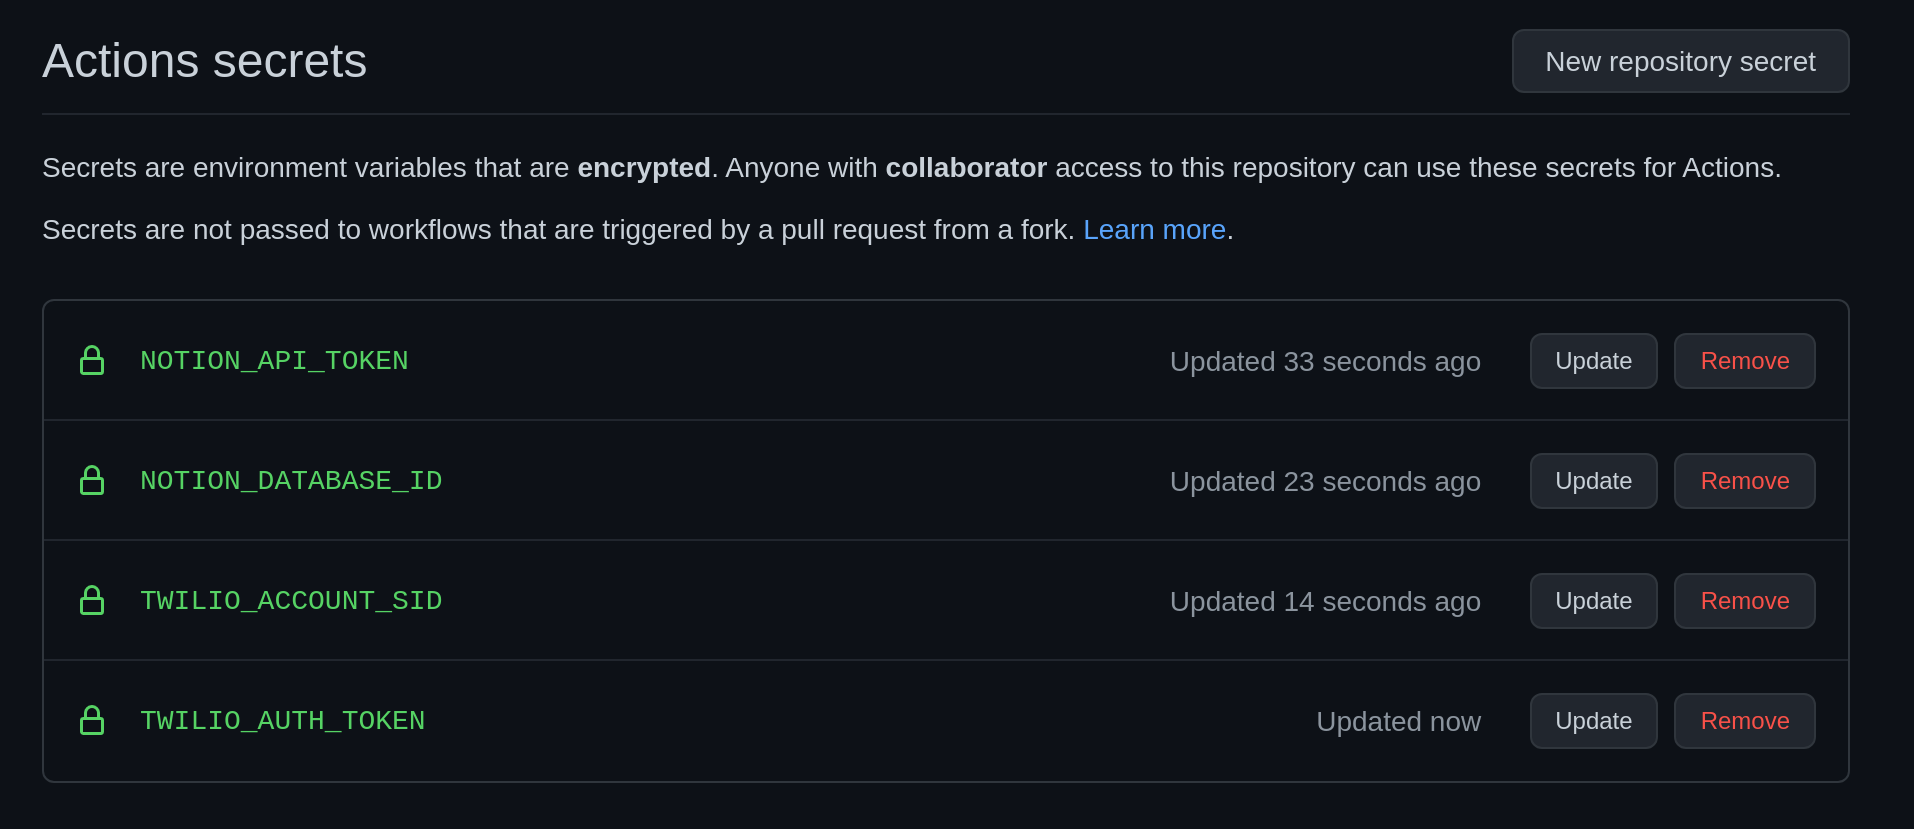 Actions secrets
New repository secret
Secrets are environment variables that are encrypted. Anyone with collaborator access to this repository can use these secrets for Actions.
Secrets are not passed to workflows that are triggered by a pull request from a fork. Learn more.
NOTION_API_TOKEN Updated 33 seconds ago Update Remove
NOTION_DATABASE_ID Updated 23 seconds ago Update Remove
TWILIO_ACCOUNT_SID Updated 14 seconds ago Update Remove
TWILIO_AUTH_TOKEN Updated now Update Remove